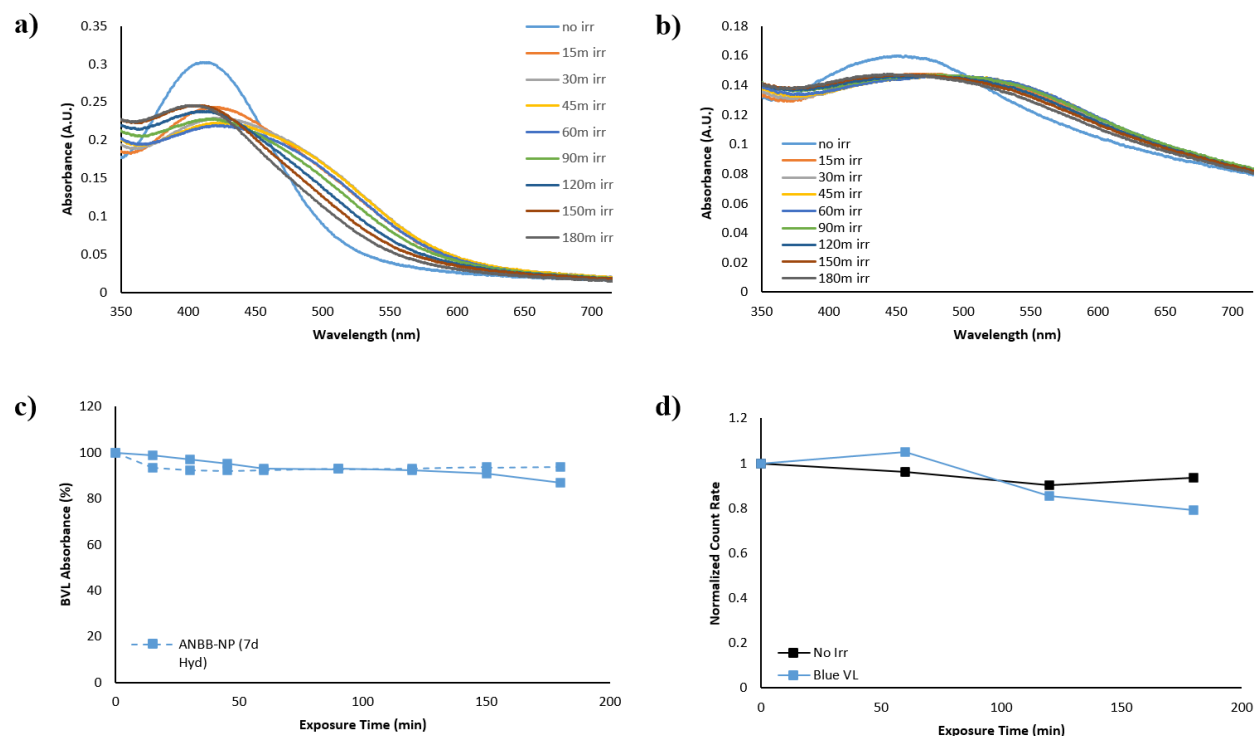 a)
Absorbance (A.U.)
0.35
0.3
0.25
0.2
0.15
0.1
0.05
0
350 400 450 500 550 600 650 700
Wavelength (nm)
no irr
15m irr
30m irr
45m irr
60m irr
90m irr
120m irr
150m irr
180m irr
b)
Absorbance (A.U.)
0.18
0.16
0.14
0.12
0.1
0.08
0.06
0.04
0.02
0
350 400 450 500 550 600 650 700
Wavelength (nm)
no irr
15m irr
30m irr
45m irr
60m irr
90m irr
120m irr
150m irr
180m irr
c)
BVL Absorbance (%)
120
100
80
60
40
20
0
0 50 100 150 200
Exposure Time (min)
ANBB-NP (7d
Hyd)
d)
Normalized Count Rate
1.2
1
0.8
0.6
0.4
0.2
0
0 50 100 150 200
Exposure Time (min)
No Irr
Blue VL